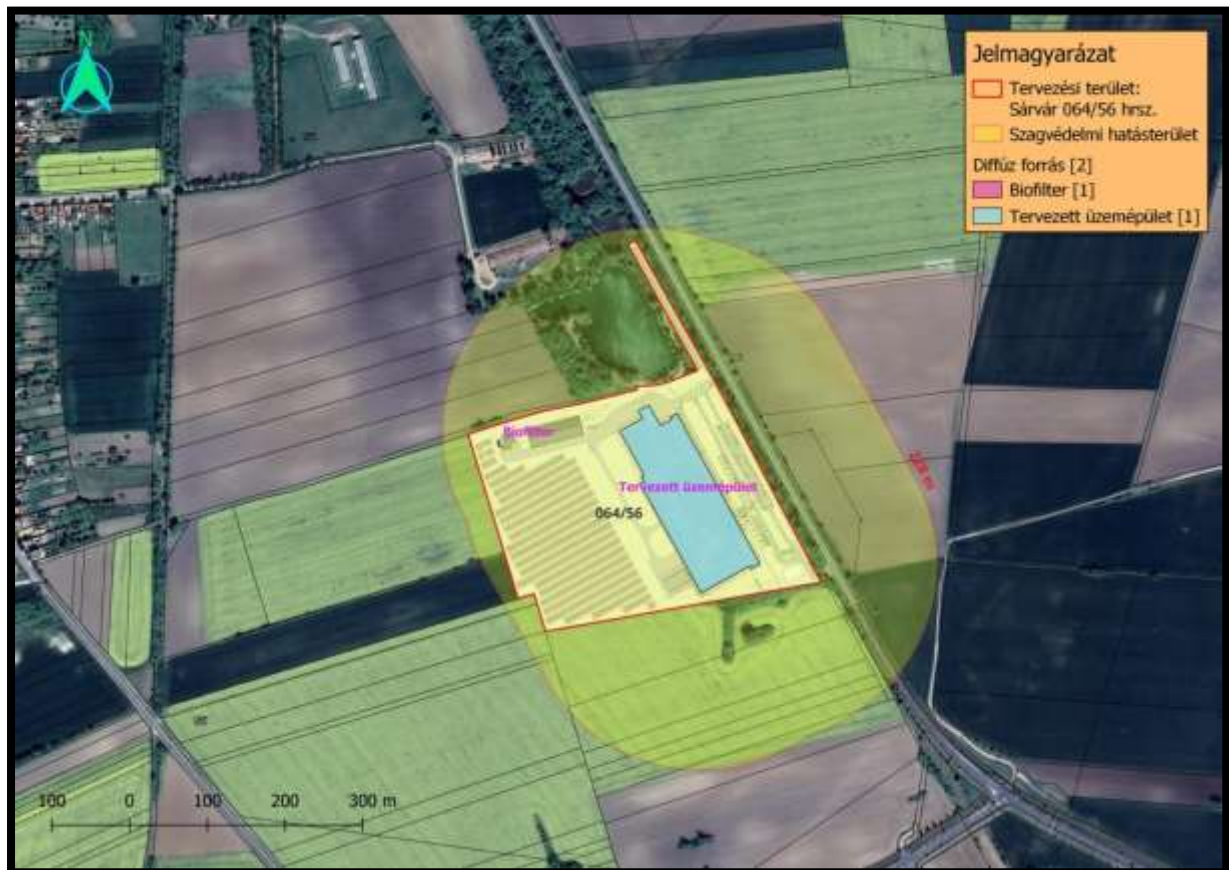 N
Jelmagyarázat
Tervezési terület:
Sárvár 064/56 hrsz.
Szagvédelmi hatásterület
Diffúz forrás [2]
Biofilter [1]
Tervezett üzemépület [1]
Biofilter
Tervezett üzemépület
064/56
100 0 100 200 300 m